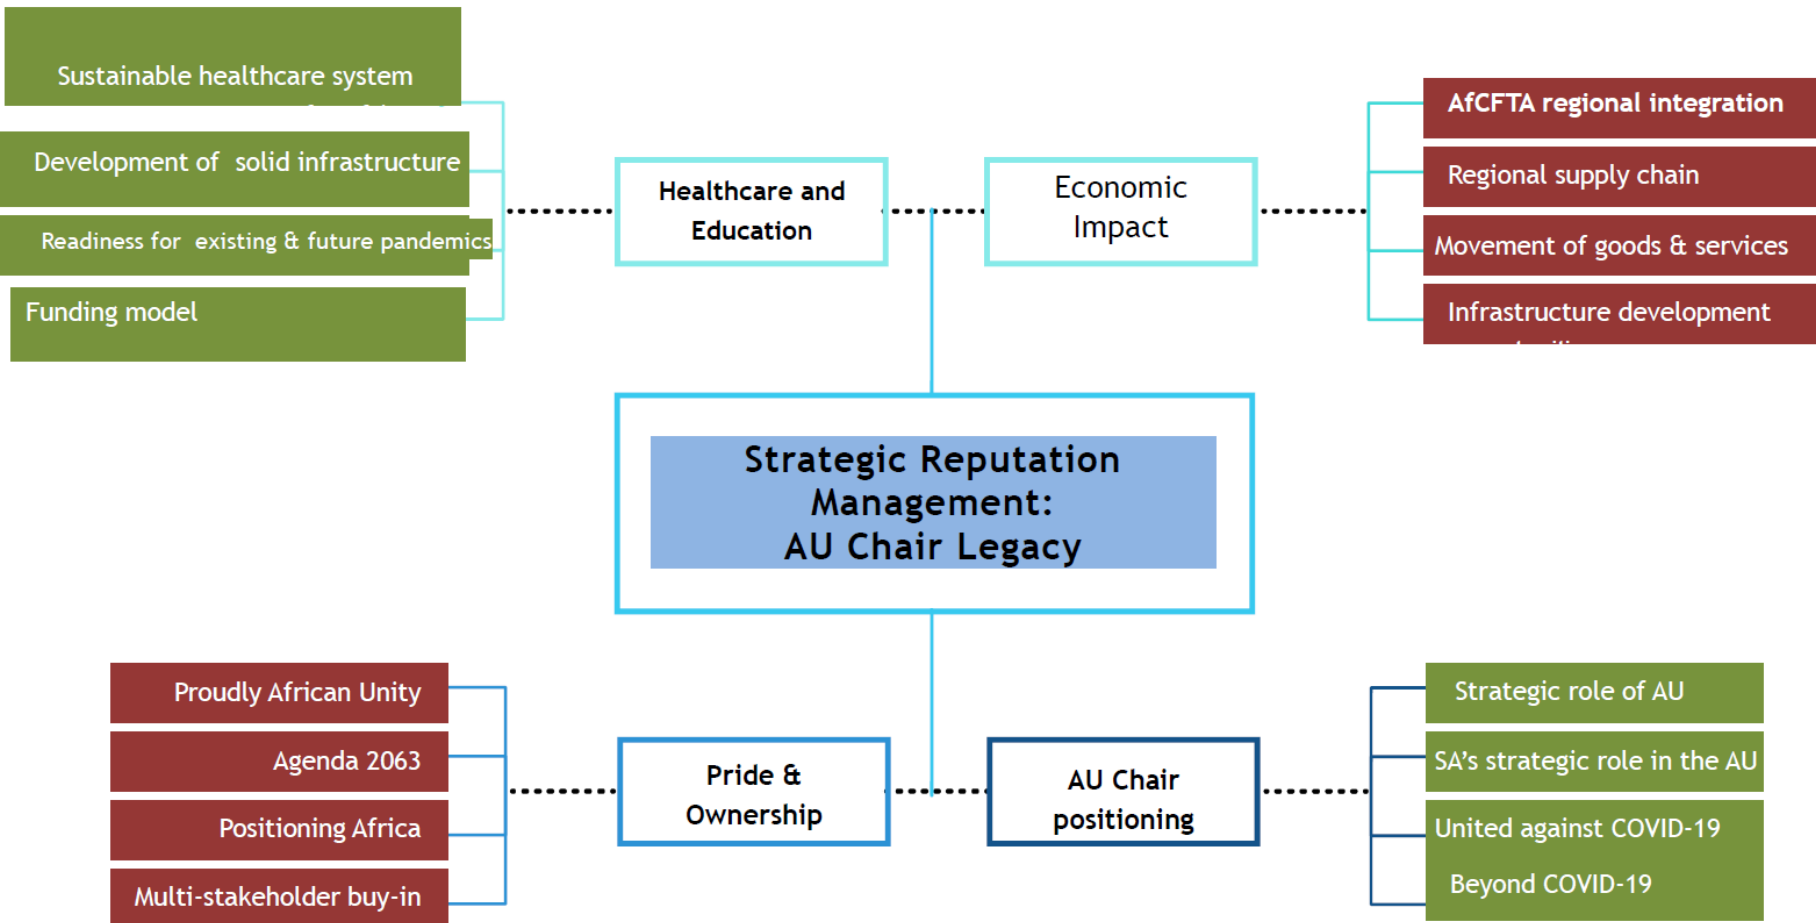 Sustainable healthcare system
Development of solid infrastructure
Readiness for existing & future pandemics
Funding model
Healthcare and
Education
Economic
Impact
AfCFTA regional integration
Regional supply chain
Movement of goods & services
Infrastructure development
Strategic Reputation
Management:
AU Chair Legacy
Proudly African Unity
Agenda 2063
Positioning Africa
Multi-stakeholder buy-in
Pride &
Ownership
AU Chair
positioning
Strategic role of AU
SA's strategic role in the AU
United against COVID-19
Beyond COVID-19